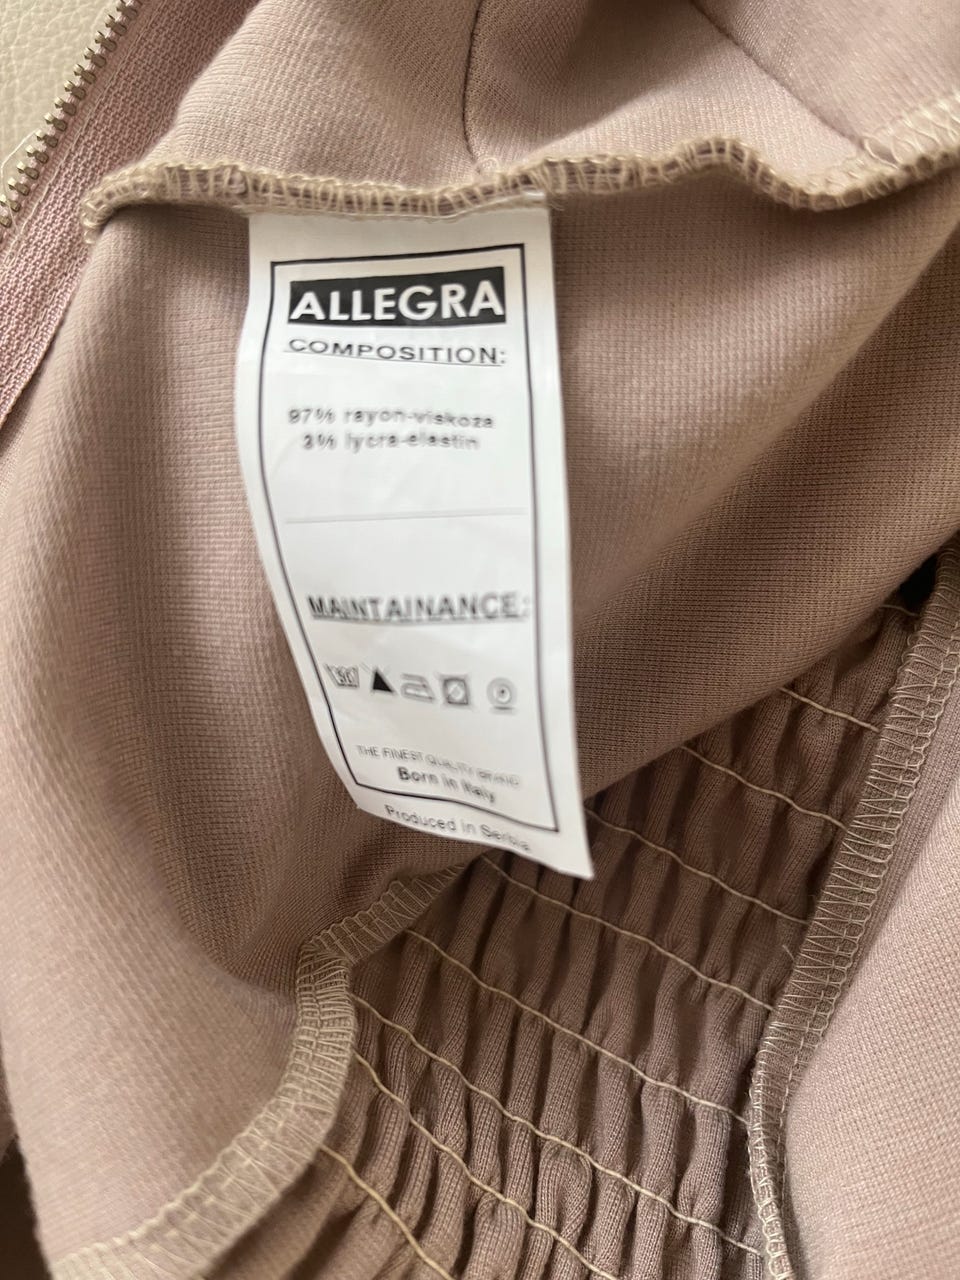 ALLEGRA
COMPOSITION:
97% rayon-viskoza
3% lycra-elastin
MAINTAINANCE:
30°
THE FINEST QUALITY BRAND
Born in Italy
Produced in Serbia